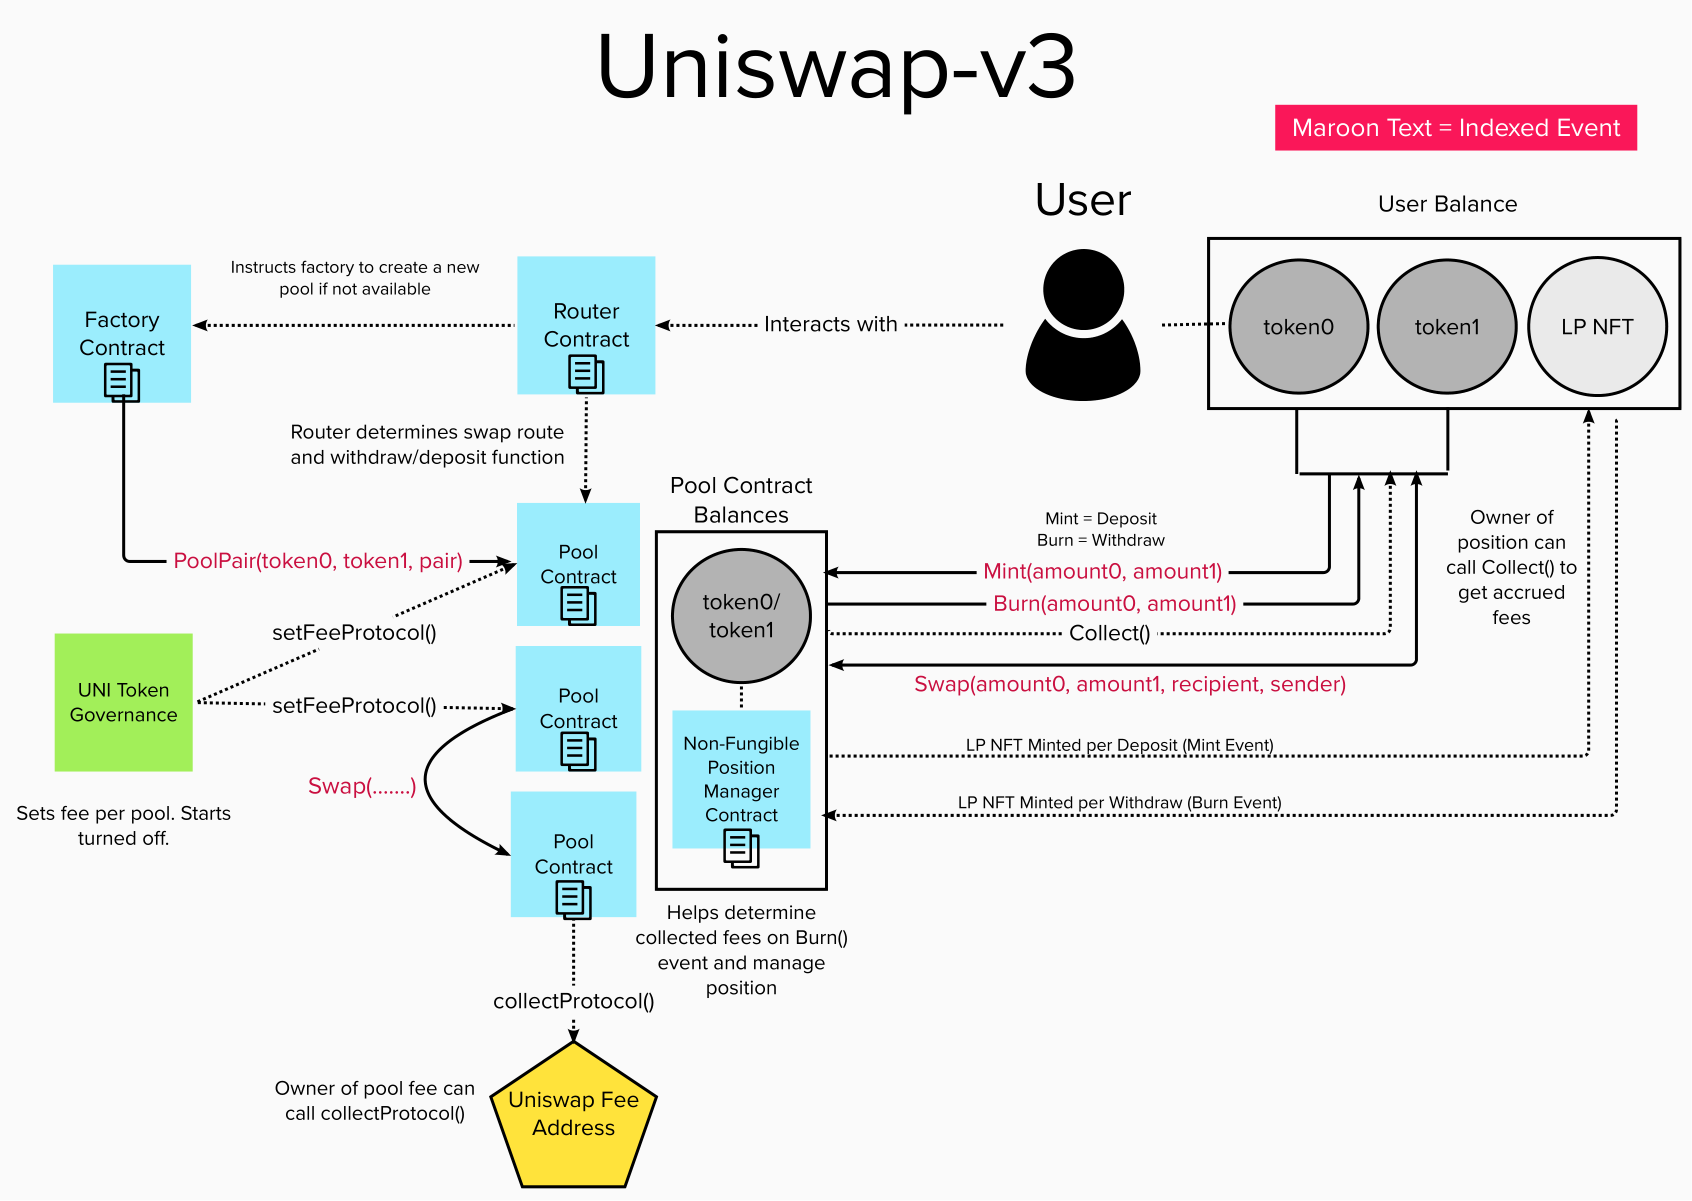 Uniswap-v3
Maroon Text = Indexed Event
User
User Balance
token0
token1
LP NFT
Interacts with
Router
Contract
Instructs factory to create a new
pool if not available
Factory
Contract
Router determines swap route
and withdraw/deposit function
PoolPair(token0, token1, pair)
Pool
Contract
Pool Contract
Balances
token0/
token1
Mint = Deposit
Burn = Withdraw
Mint(amount0, amount1)
Burn(amount0, amount1)
Collect()
Swap(amount0, amount1, recipient, sender)
Owner of
position can
call Collect() to
get accrued
fees
setFeeProtocol()
UNI Token
Governance
setFeeProtocol()
Pool
Contract
Swap(.......)
Sets fee per pool. Starts
turned off.
Pool
Contract
Non-Fungible
Position
Manager
Contract
LP NFT Minted per Deposit (Mint Event)
LP NFT Minted per Withdraw (Burn Event)
Helps determine
collected fees on Burn()
event and manage
position
collectProtocol()
Owner of pool fee can
call collectProtocol()
Uniswap Fee
Address